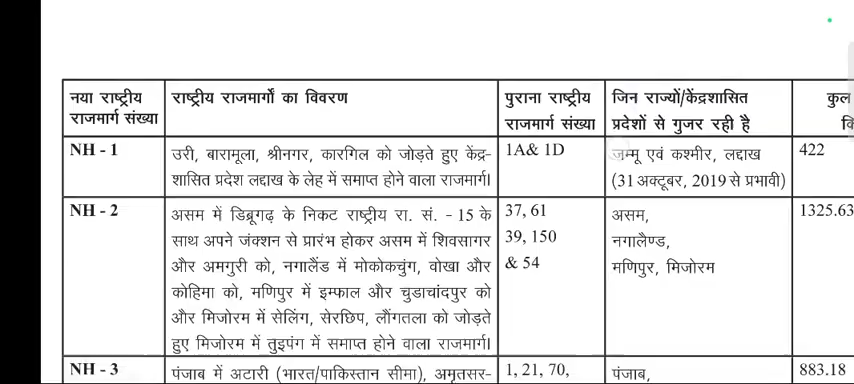 नया राष्ट्रीय राजमार्ग संख्या | राष्ट्रीय राजमार्गों का विवरण | पुराना राष्ट्रीय राजमार्ग संख्या | जिन राज्यों/केंद्रशासित प्रदेशों से गुजर रही है | कुल
NH - 1 | उरी, बारामूला, श्रीनगर, कारगिल को जोड़ते हुए केंद्र- | 1A& 1D | जम्मू एवं कश्मीर, लद्दाख | 422
शासित प्रदेश लद्दाख के लेह में समाप्त होने वाला राजमार्ग। | (31 अक्टूबर, 2019 से प्रभावी)
NH - 2 | असम में डिब्रूगढ़ के निकट राष्ट्रीय रा. सं. - 15 के | 37, 61 | असम, | 1325.63
साथ अपने जंक्शन से प्रारंभ होकर असम में शिवसागर | 39, 150 | नगालैण्ड,
और अमगुरी को, नगालैंड में मोकोकचुंग, वोखा और | & 54 | मणिपुर, मिजोरम
कोहिमा को, मणिपुर में इम्फाल और चुडाचांदपुर को
और मिजोरम में सेलिंग, सेरछिप, लौंगतला को जोड़ते
हुए मिजोरम में तुइपंग में समाप्त होने वाला राजमार्ग।
NH - 3 | पंजाब में अटारी (भारत/पाकिस्तान सीमा), अमृतसर- | 1, 21, 70, | पंजाब, | 883.18